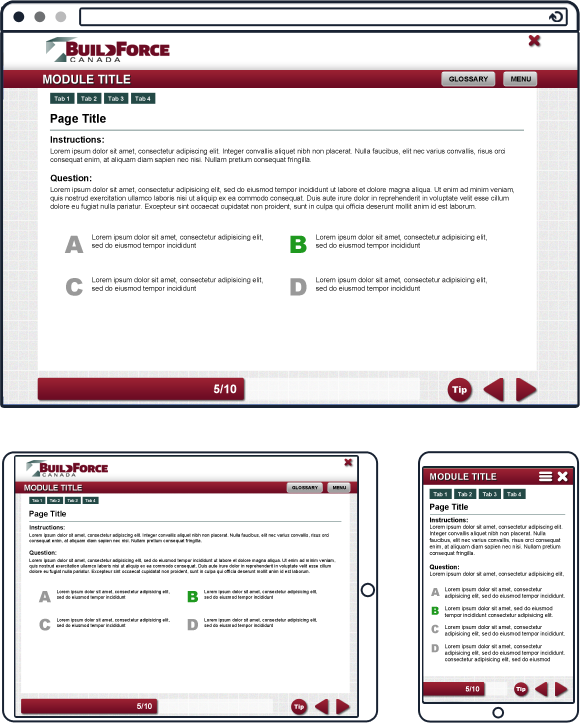 BUILDFORCE
CANADA
MODULE TITLE
GLOSSARY
MENU
Tab 1 Tab 2 Tab 3 Tab 4
Page Title
Instructions:
Lorem ipsum dolor sit amet, consectetur adipiscing elit. Integer convallis aliquet nibh non placerat. Nulla faucibus, elit nec varius convallis, risus orci
consequat enim, at aliquam diam sapien nec nisi. Nullam pretium consequat fringilla.
Question:
Lorem ipsum dolor sit amet, consectetur adipisicing elit, sed do eiusmod tempor incididunt ut labore et dolore magna aliqua. Ut enim ad minim veniam,
quis nostrud exercitation ullamco laboris nisi ut aliquip ex ea commodo consequat. Duis aute irure dolor in reprehenderit in voluptate velit esse cillum
dolore eu fugiat nulla pariatur. Excepteur sint occaecat cupidatat non proident, sunt in culpa qui officia deserunt mollit anim id est laborum.
A
Lorem ipsum dolor sit amet, consectetur adipisicing elit,
sed do eiusmod tempor incididunt
B
Lorem ipsum dolor sit amet, consectetur adipisicing elit,
sed do eiusmod tempor incididunt
C
Lorem ipsum dolor sit amet, consectetur adipisicing elit,
sed do eiusmod tempor incididunt
D
Lorem ipsum dolor sit amet, consectetur adipisicing elit,
sed do eiusmod tempor incididunt
5/10
Tip
BUILDFORCE
CANADA
MODULE TITLE
GLOSSARY
MENU
Tab 1 Tab 2 Tab 3 Tab 4
Page Title
Instructions:
Lorem ipsum dolor sit amet, consectetur adipiscing elit. Integer convallis aliquet nibh non placerat. Nulla faucibus, elit nec varius convallis, risus orci
consequat enim, at aliquam diam sapien nec nisi. Nullam pretium consequat fringilla.
Question:
Lorem ipsum dolor sit amet, consectetur adipisicing elit, sed do eiusmod tempor incididunt ut labore et dolore magna aliqua. Ut enim ad minim veniam,
quis nostrud exercitation ullamco laboris nisi ut aliquip ex ea commodo consequat. Duis aute irure dolor in reprehenderit in voluptate velit esse cillum
dolore eu fugiat nulla pariatur. Excepteur sint occaecat cupidatat non proident, sunt in culpa qui officia deserunt mollit anim id est laborum.
A
Lorem ipsum dolor sit amet, consectetur adipisicing elit,
sed do eiusmod tempor incididunt
B
Lorem ipsum dolor sit amet, consectetur adipisicing elit,
sed do eiusmod tempor incididunt
C
Lorem ipsum dolor sit amet, consectetur adipisicing elit,
sed do eiusmod tempor incididunt
D
Lorem ipsum dolor sit amet, consectetur adipisicing elit,
sed do eiusmod tempor incididunt
5/10
Tip
MODULE TITLE
Tab 1 Tab 2 Tab 3 Tab 4
Page Title
Instructions:
Lorem ipsum dolor sit amet, consectetur adipiscing elit.
Integer convallis aliquet nibh non placerat. Nulla
faucibus, elit nec varius convallis, risus orci consequat
enim, at aliquam diam sapien nec nisi. Nullam pretium
consequat fringilla.
Question:
Lorem ipsum dolor sit amet, consectetur adipiscing elit.
A
Lorem ipsum dolor sit amet, consectetur
adipisicing elit, sed do eiusmod tempor.
B
Lorem ipsum dolor sit amet, sed do eiusmod
tempor consectetur adipisicing elit.
C
Lorem ipsum dolor sit amet, consectetur
adipisicing elit, sed do eiusmod tempor.
D
Lorem ipsum dolor sit amet, consectetur
adipisicing elit, sed do eiusmod tempor incididunt.
consectetur adipisicing elit, sed do eiusmod
5/10
Tip